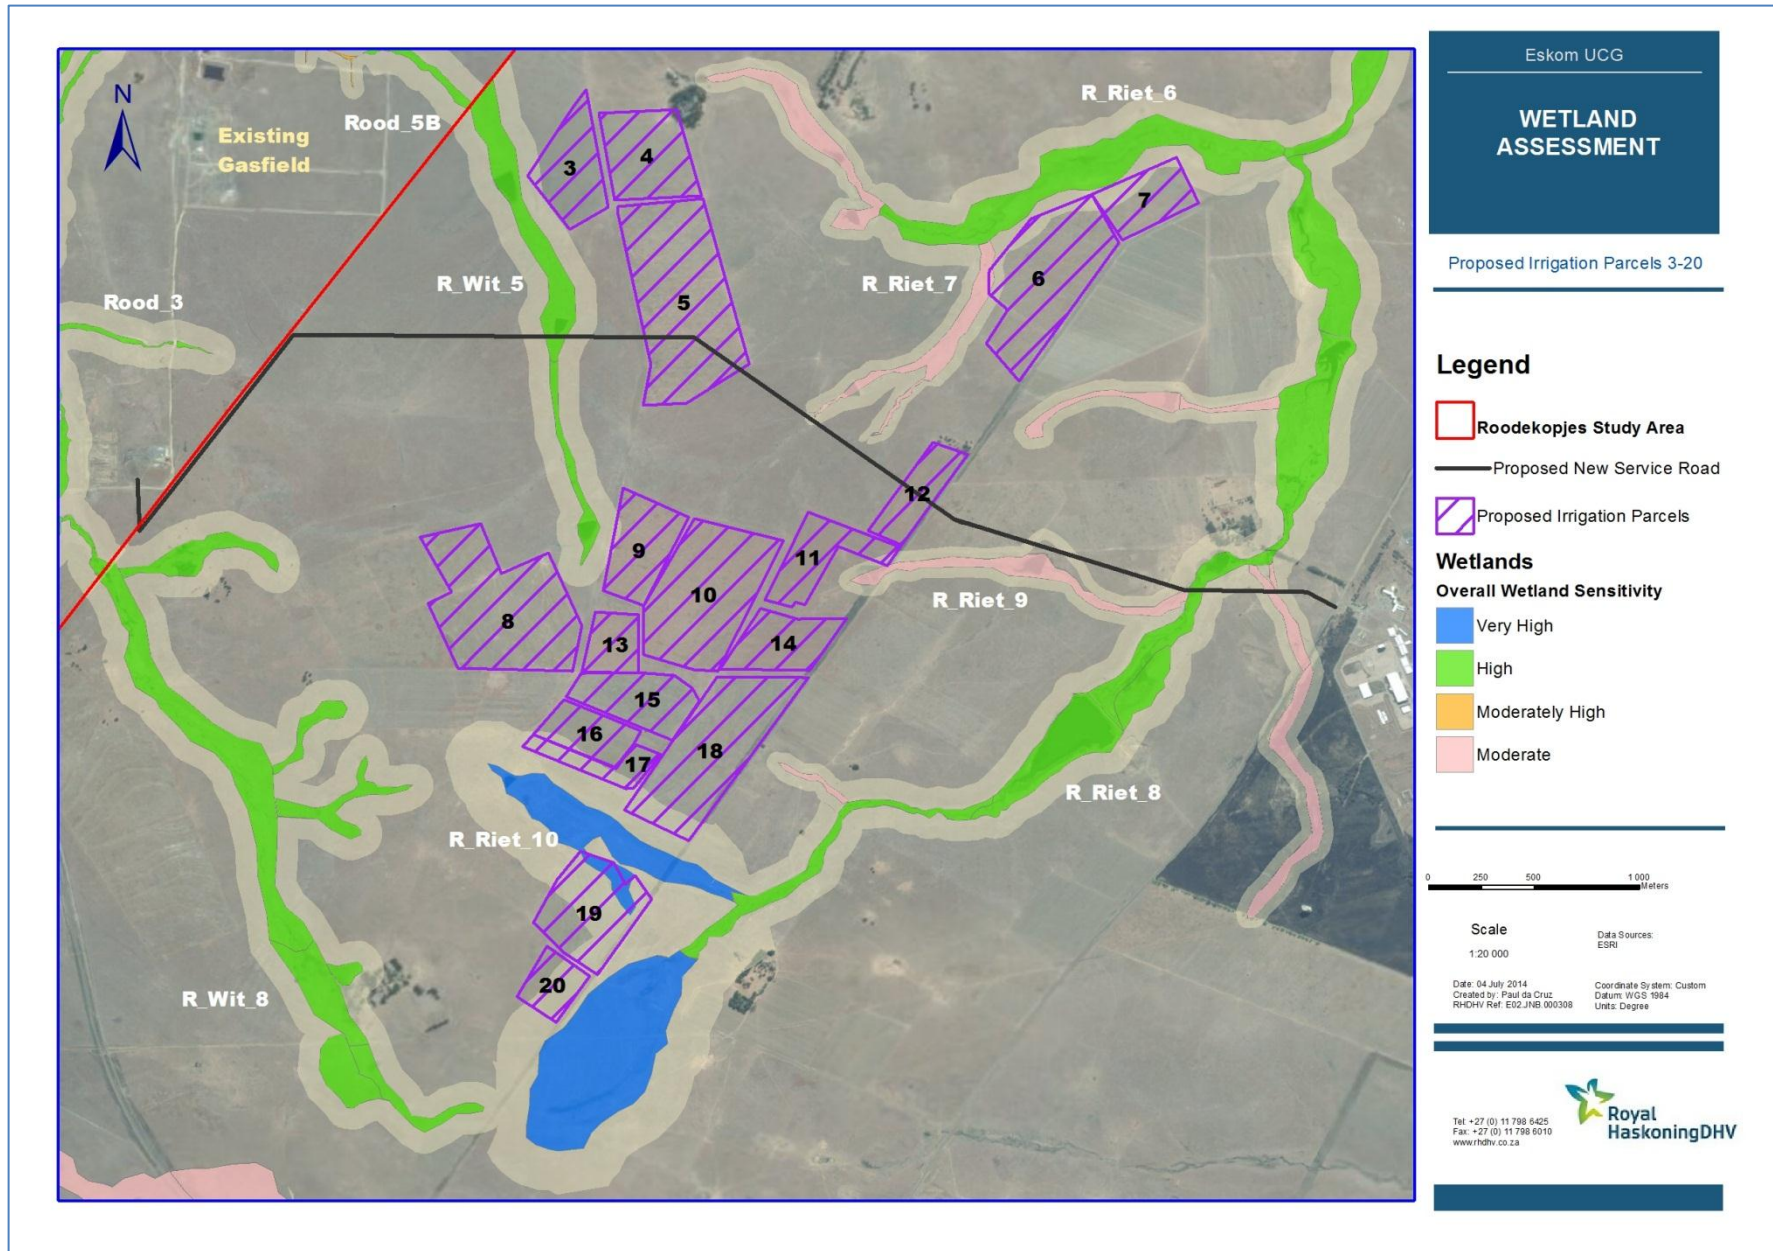 N
Existing
Gasfield
Rood_5B
R_Riet_6
3
4
7
Rood_3
R_Wit_5
R_Riet_7
5
6
12
9
11
10
8
R_Riet_9
13
14
15
16
17
18
R_Riet_8
R_Riet_10
19
20
R_Wit_8
Eskom UCG
WETLAND
ASSESSMENT
Proposed Irrigation Parcels 3-20
Legend
Roodekopjes Study Area
Proposed New Service Road
Proposed Irrigation Parcels
Wetlands
Overall Wetland Sensitivity
Very High
High
Moderately High
Moderate
0 250 500 1 000
Meters
Scale
1:20 000
Data Sources:
ESRI
Date: 04 July 2014
Created by: Paul da Cruz
RHDHV Ref: E02.JNB.000308
Coordinate System: Custom
Datum: WGS 1984
Units: Degree
Tel: +27 (0) 11 798 6425
Fax: +27 (0) 11 798 6010
www.rhdhv.co.za
Royal
HaskoningDHV